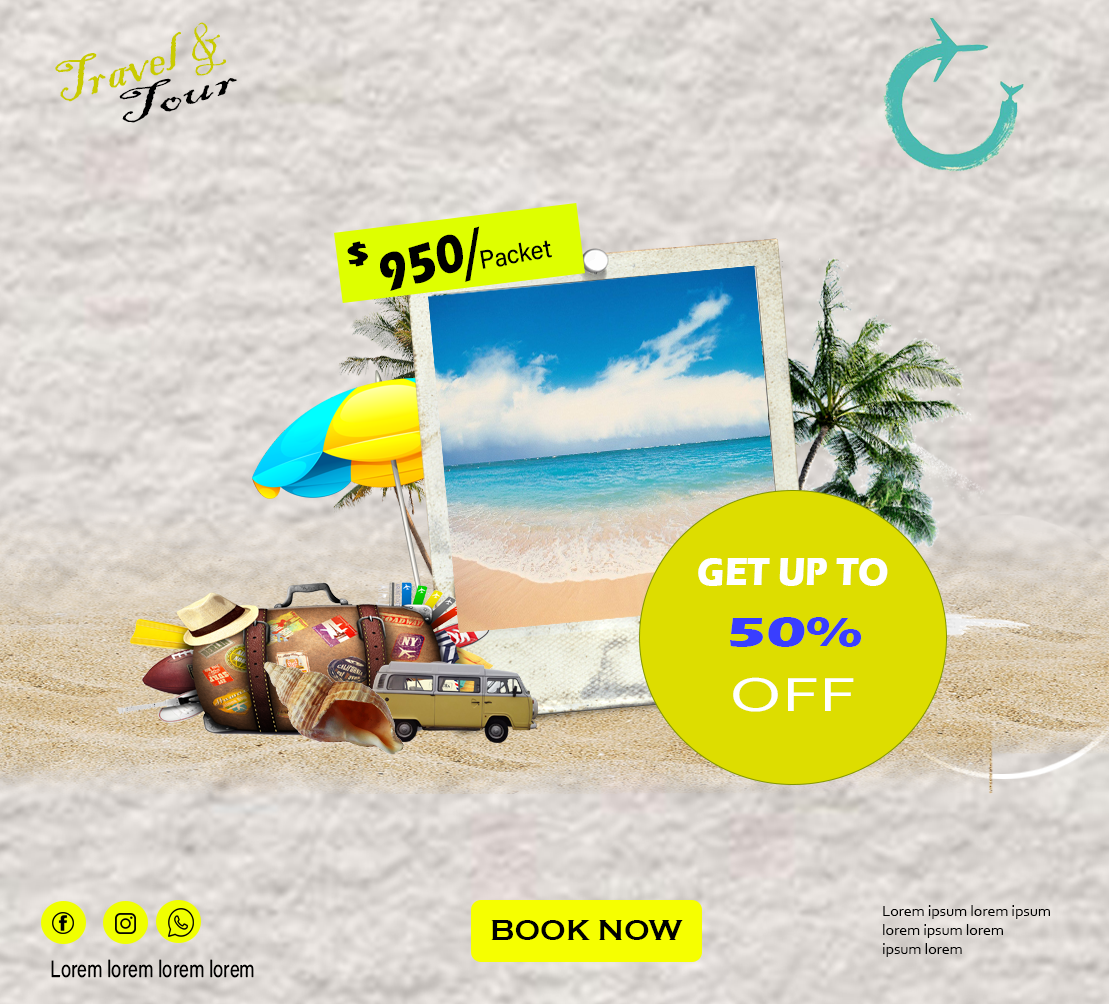 Travel &
Tour
$ 950/Packet
GET UP TO
50%
OFF
NY
BOOK NOW
Lorem lorem lorem lorem
Lorem ipsum lorem ipsum
lorem ipsum lorem
ipsum lorem